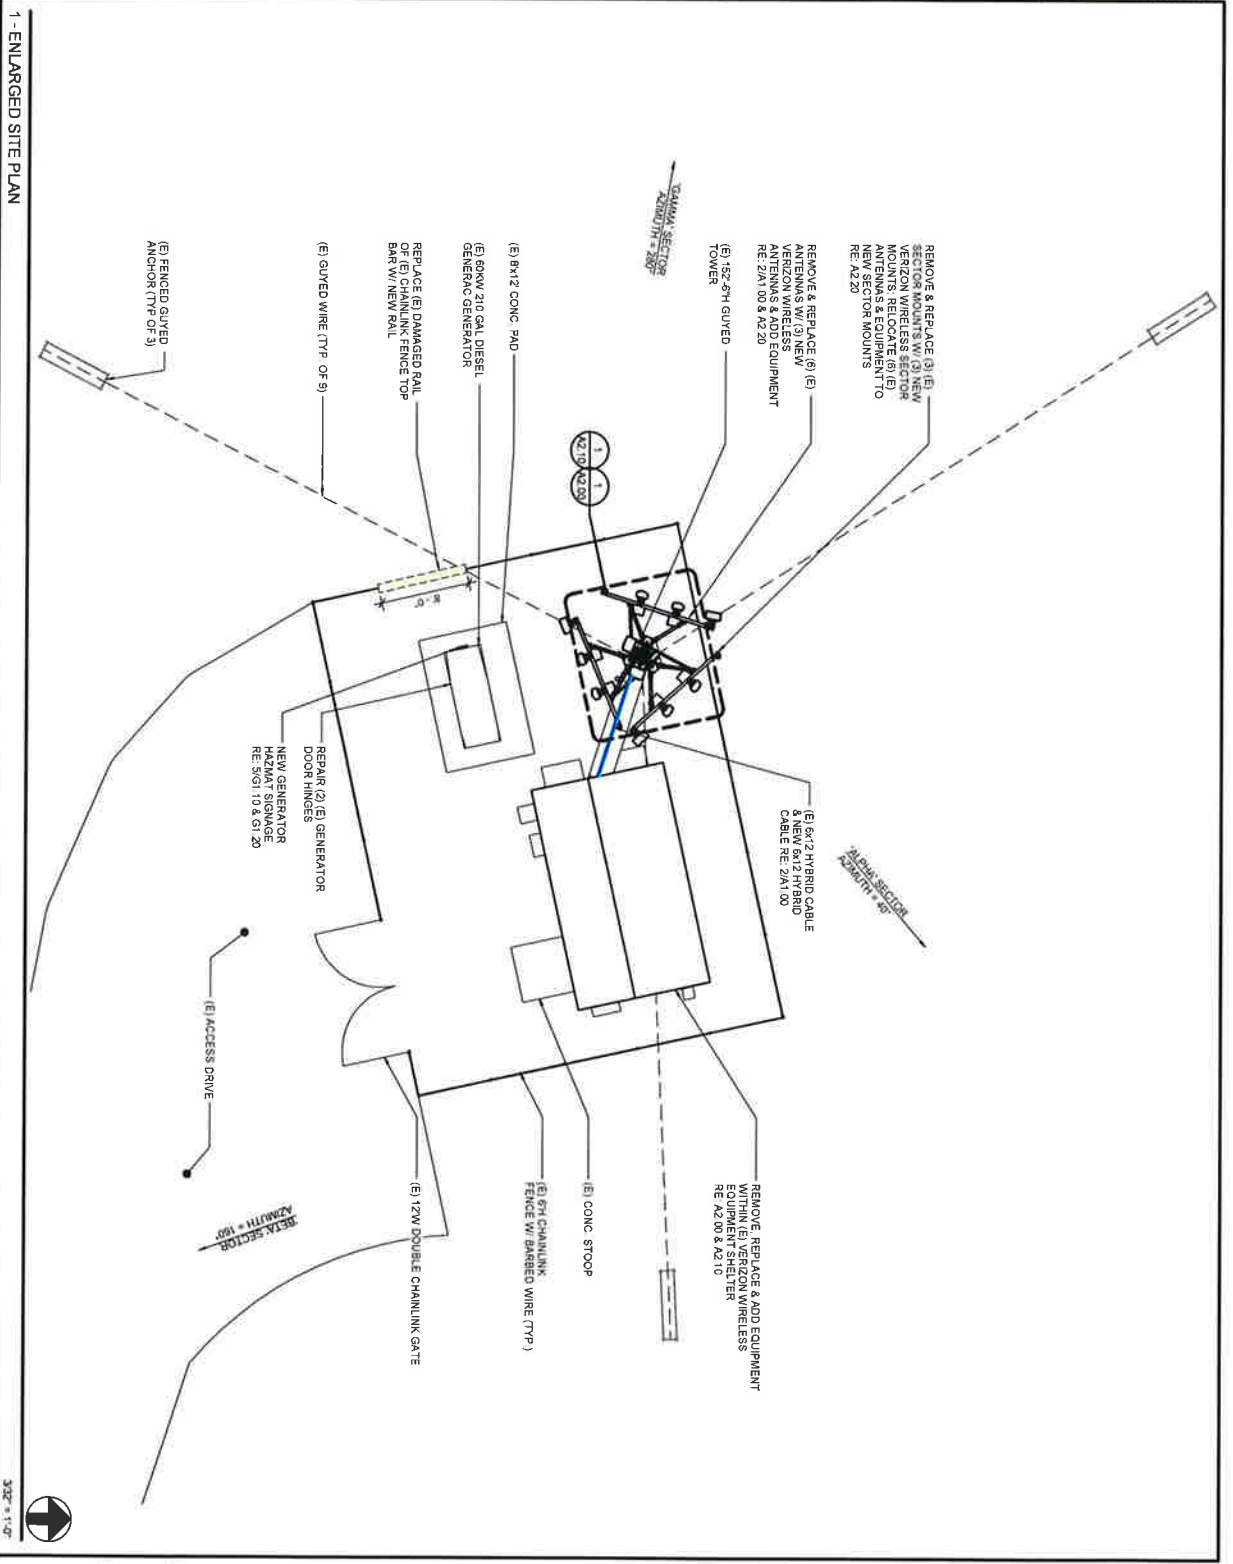 REMOVE & REPLACE (3) (E)
SECTOR MOUNTS W/ (3) NEW
VERIZON WIRELESS SECTOR
MOUNTS; RELOCATE (6) (E)
ANTENNAS & EQUIPMENT TO
NEW SECTOR MOUNTS
RE: A2.20
REMOVE & REPLACE (6) (E)
ANTENNAS W/ (3) NEW
VERIZON WIRELESS
ANTENNAS & ADD EQUIPMENT
RE: 2/A1.00 & A2.20
(E) 152'-6"H GUYED
TOWER
'GAMMA' SECTOR
AZIMUTH = 280°
1
A2.10
1
A2.00
(E) 8'x12' CONC. PAD
(E) 60KW 210 GAL DIESEL
GENERAC GENERATOR
REPLACE (E) DAMAGED RAIL
OF (E) CHAINLINK FENCE TOP
BAR W/ NEW RAIL
(E) GUYED WIRE (TYP. OF 9)
(E) FENCED GUYED
ANCHOR (TYP OF 3)
8'-0"
(E) 6x12 HYBRID CABLE
& NEW 6x12 HYBRID
CABLE RE: 2/A1.00
'ALPHA' SECTOR
AZIMUTH = 40°
REPAIR (2) (E) GENERATOR
DOOR HINGES
NEW GENERATOR
HAZMAT SIGNAGE
RE: 5/G1.10 & G1.20
(E) ACCESS DRIVE
REMOVE, REPLACE & ADD EQUIPMENT
WITHIN (E) VERIZON WIRELESS
EQUIPMENT SHELTER
RE: A2.00 & A2.10
(E) CONC. STOOP
(E) 6'H CHAINLINK
FENCE W/ BARBED WIRE (TYP.)
(E) 12'W DOUBLE CHAINLINK GATE
'BETA' SECTOR
AZIMUTH = 160°
1 - ENLARGED SITE PLAN
3/32" = 1'-0"